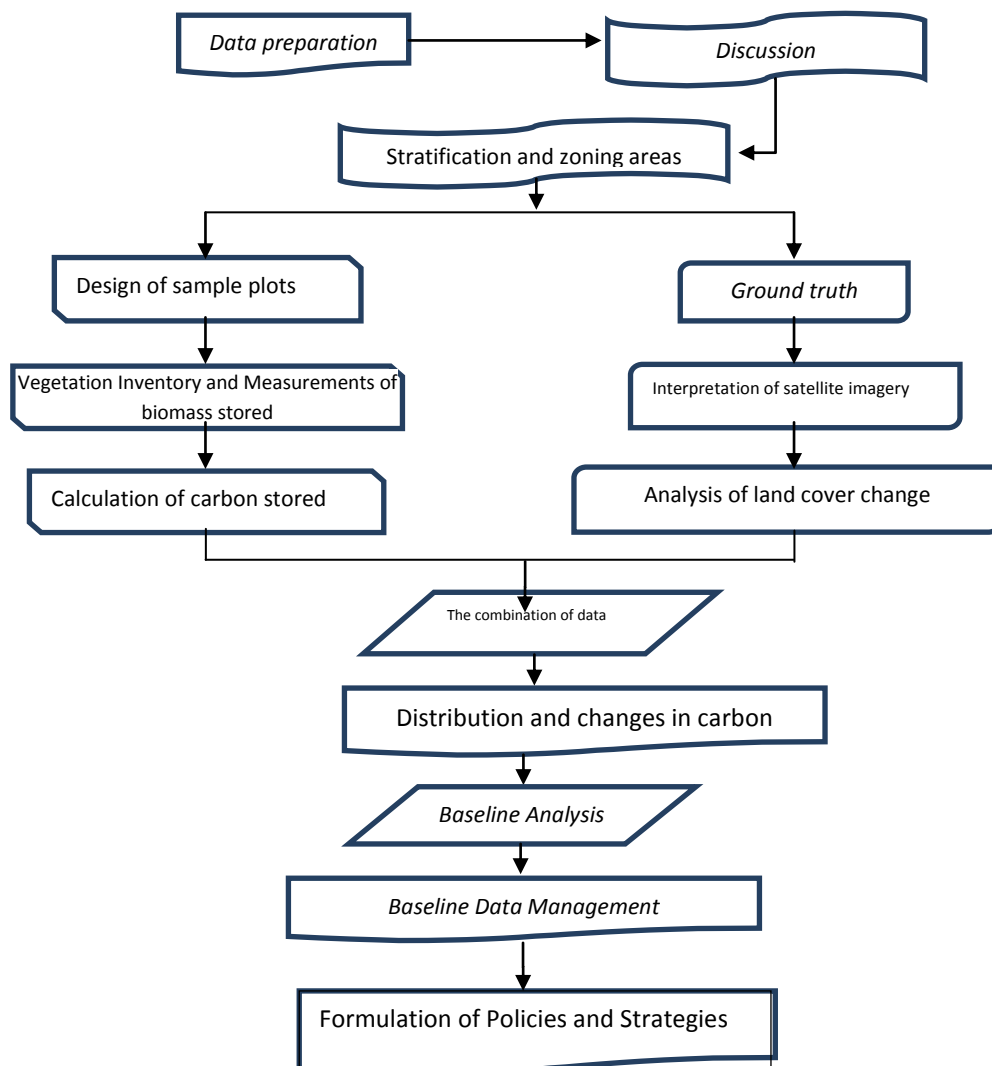 Data preparation
Discussion
Stratification and zoning areas
Design of sample plots
Ground truth
Vegetation Inventory and Measurements of
biomass stored
Interpretation of satellite imagery
Calculation of carbon stored
Analysis of land cover change
The combination of data
Distribution and changes in carbon
Baseline Analysis
Baseline Data Management
Formulation of Policies and Strategies